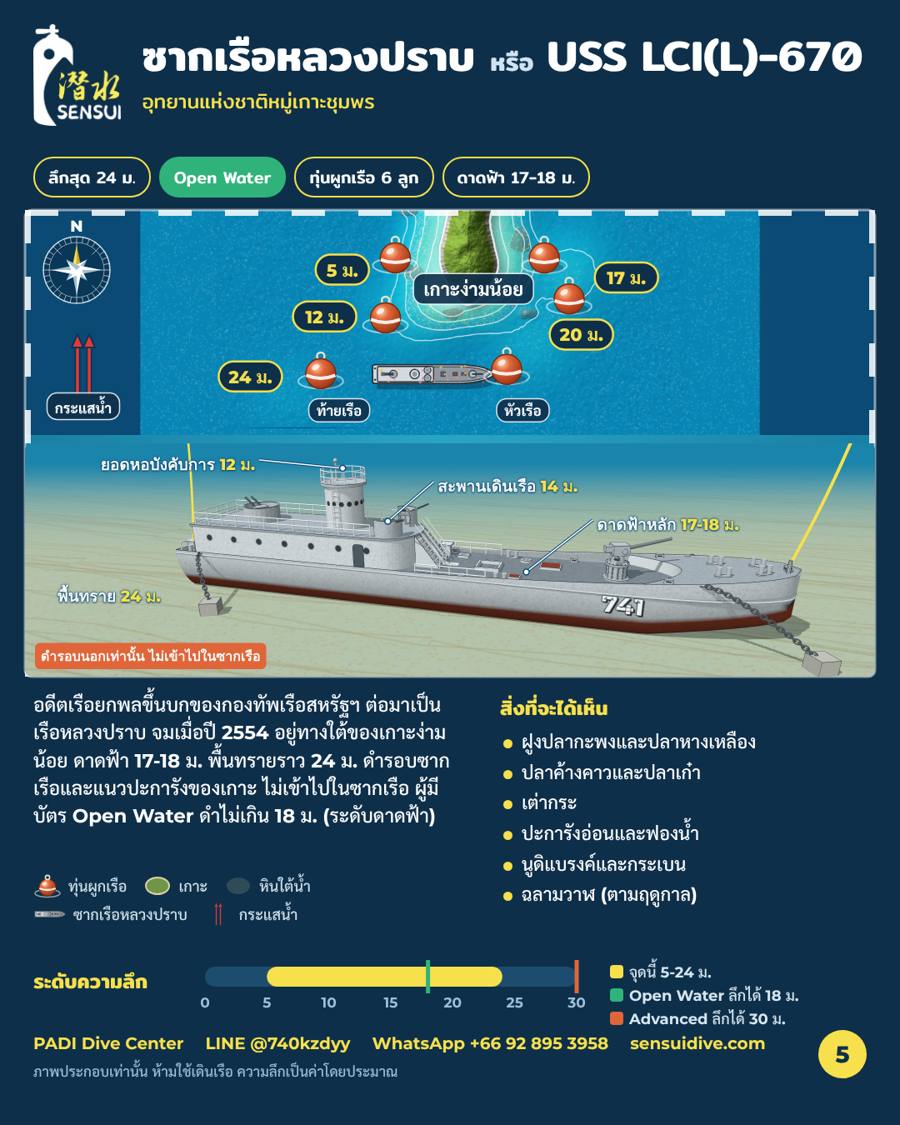 潜水
SENSUI
ซากเรือหลวงปราบ หรือ USS LCI(L)-670
อุทยานแห่งชาติหมู่เกาะชุมพร
ลึกสุด 24 ม.
Open Water
ทุ่นผูกเรือ 6 ลูก
ดาดฟ้า 17-18 ม.
N
5 ม.
เกาะง่ามน้อย
17 ม.
12 ม.
20 ม.
24 ม.
กระแสน้ำ
ท้ายเรือ
หัวเรือ
ยอดหอบังคับการ 12 ม.
สะพานเดินเรือ 14 ม.
ดาดฟ้าหลัก 17-18 ม.
พื้นทราย 24 ม.
741
ดำรอบนอกเท่านั้น ไม่เข้าไปในซากเรือ
อดีตเรือยกพลขึ้นบกของกองทัพเรือสหรัฐฯ ต่อมาเป็น
เรือหลวงปราบ จมเมื่อปี 2554 อยู่ทางใต้ของเกาะง่าม
น้อย ดาดฟ้า 17-18 ม. พื้นทรายราว 24 ม. ดำรอบซาก
เรือและแนวปะการังของเกาะ ไม่เข้าไปในซากเรือ ผู้มี
บัตร Open Water ดำไม่เกิน 18 ม. (ระดับดาดฟ้า)
สิ่งที่จะได้เห็น
ฝูงปลากะพงและปลาหางเหลือง
ปลาค้างคาวและปลาเก๋า
เต่ากระ
ปะการังอ่อนและฟองน้ำ
นูดิแบรงค์และกระเบน
ฉลามวาฬ (ตามฤดูกาล)
ทุ่นผูกเรือ เกาะ หินใต้น้ำ
ซากเรือหลวงปราบ กระแสน้ำ
ระดับความลึก
0 5 10 15 20 25 30
จุดนี้ 5-24 ม.
Open Water ลึกได้ 18 ม.
Advanced ลึกได้ 30 ม.
PADI Dive Center LINE @740kzdyy WhatsApp +66 92 895 3958 sensuidive.com
ภาพประกอบเท่านั้น ห้ามใช้เดินเรือ ความลึกเป็นค่าโดยประมาณ
5